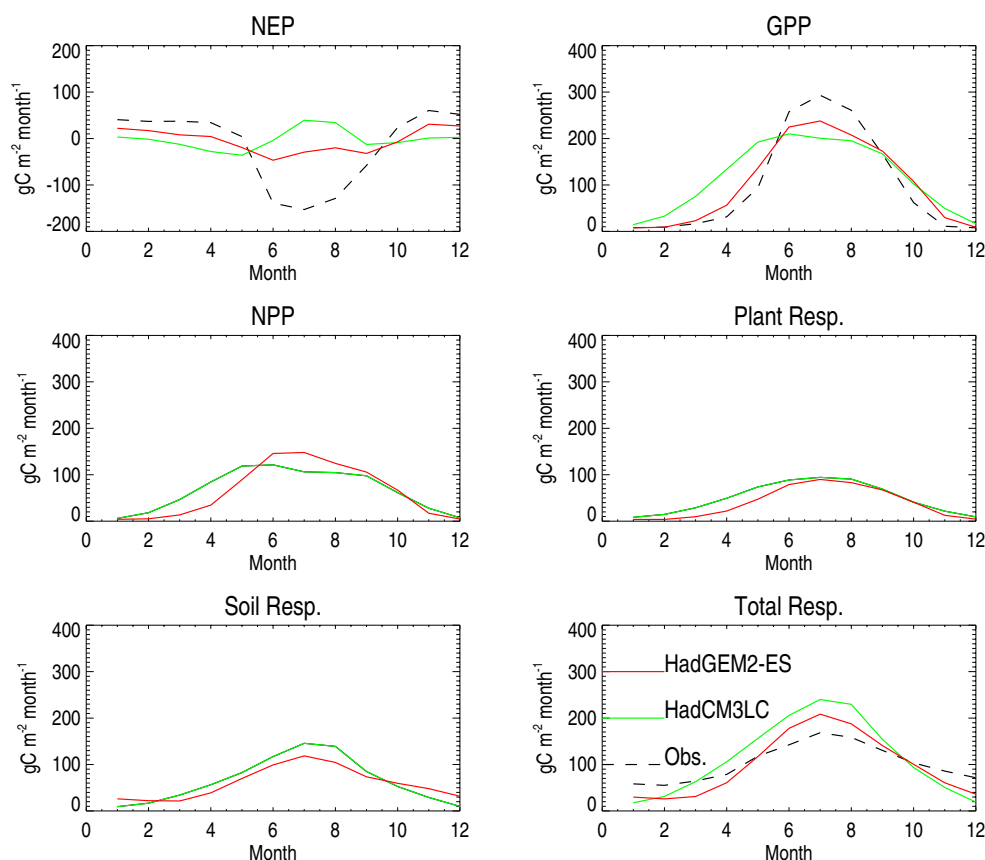 NEP
200
100
0
-100
-200
gC m⁻² month⁻¹
0 2 4 6 8 10 12
Month
GPP
400
300
200
100
0
gC m⁻² month⁻¹
0 2 4 6 8 10 12
Month
NPP
400
300
200
100
0
gC m⁻² month⁻¹
0 2 4 6 8 10 12
Month
Plant Resp.
400
300
200
100
0
gC m⁻² month⁻¹
0 2 4 6 8 10 12
Month
Soil Resp.
400
300
200
100
0
gC m⁻² month⁻¹
0 2 4 6 8 10 12
Month
Total Resp.
400
300
200
100
0
gC m⁻² month⁻¹
HadGEM2-ES
HadCM3LC
Obs.
0 2 4 6 8 10 12
Month